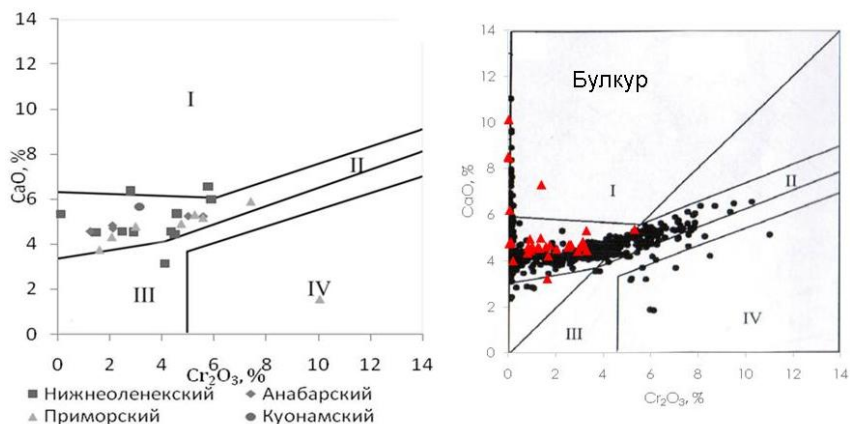 14
12
10
8
6
4
2
0
CaO, %
I
II
III
IV
0 2 4 6 8 10 12 14
Cr₂O₃, %
Нижнеоленекский Анабарский
Приморский Куонамский
14
12
10
8
6
4
2
0
CaO, %
Булкур
I
II
III
IV
0 2 4 6 8 10 12 14
Cr₂O₃, %